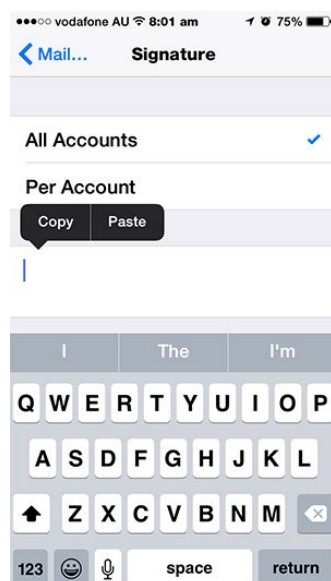 vodafone AU 8:01 am 75%
Mail... Signature
All Accounts
Per Account
Copy Paste
I The I'm
Q W E R T Y U I O P
A S D F G H J K L
Z X C V B N M
123 space return